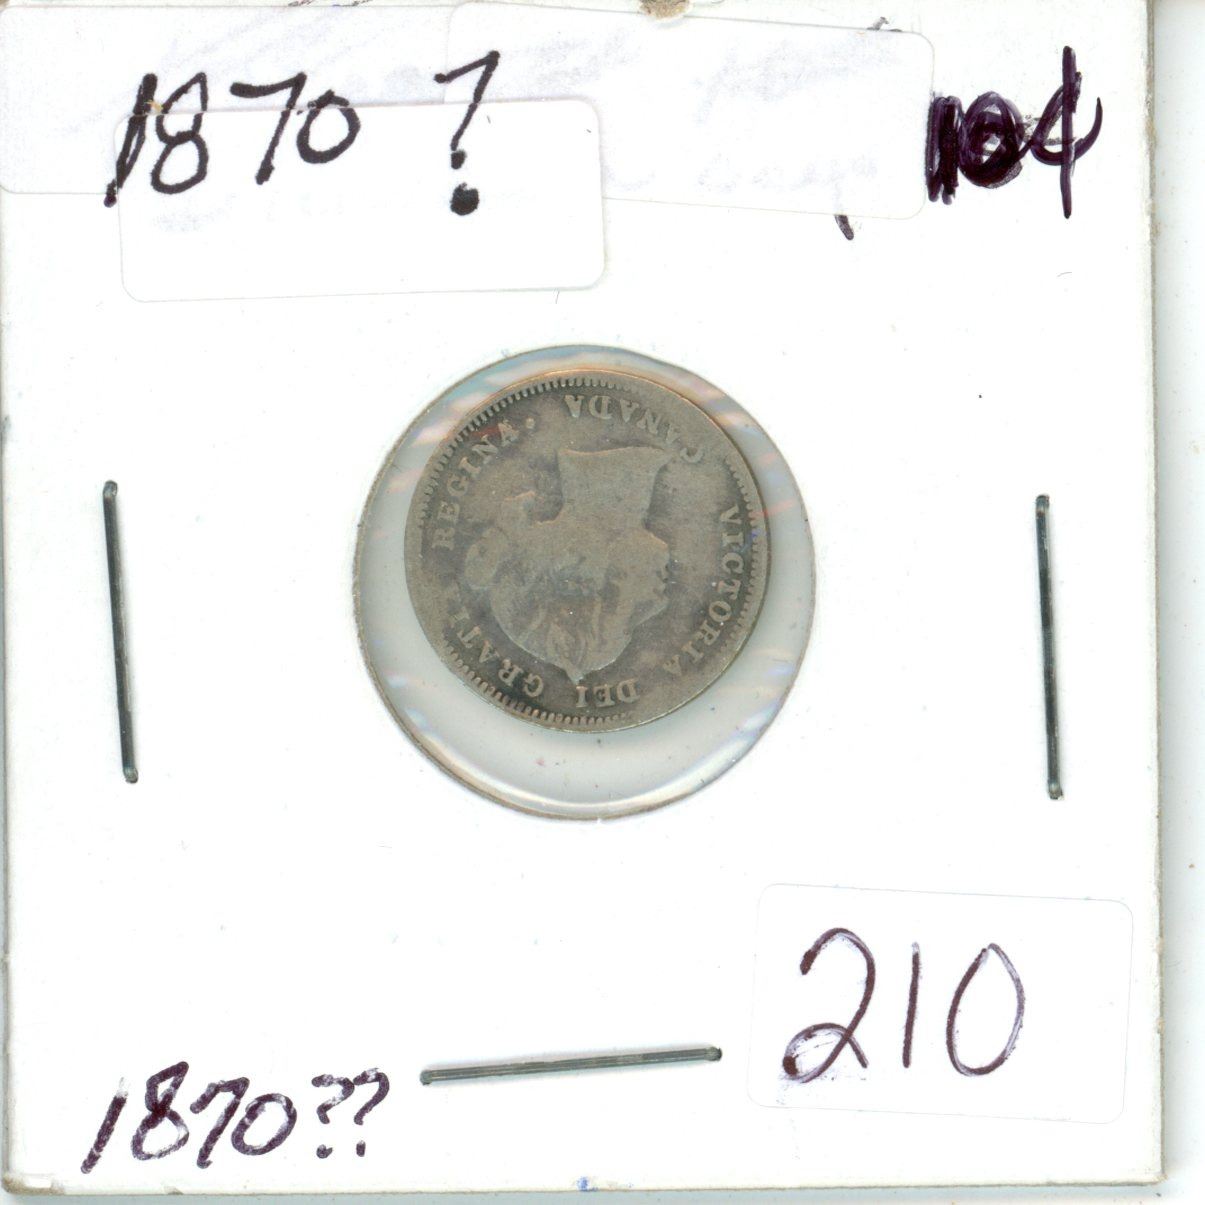 1870 ?
10¢
VICTORIA DEI GRATIA REGINA.
CANADA
210
1870??